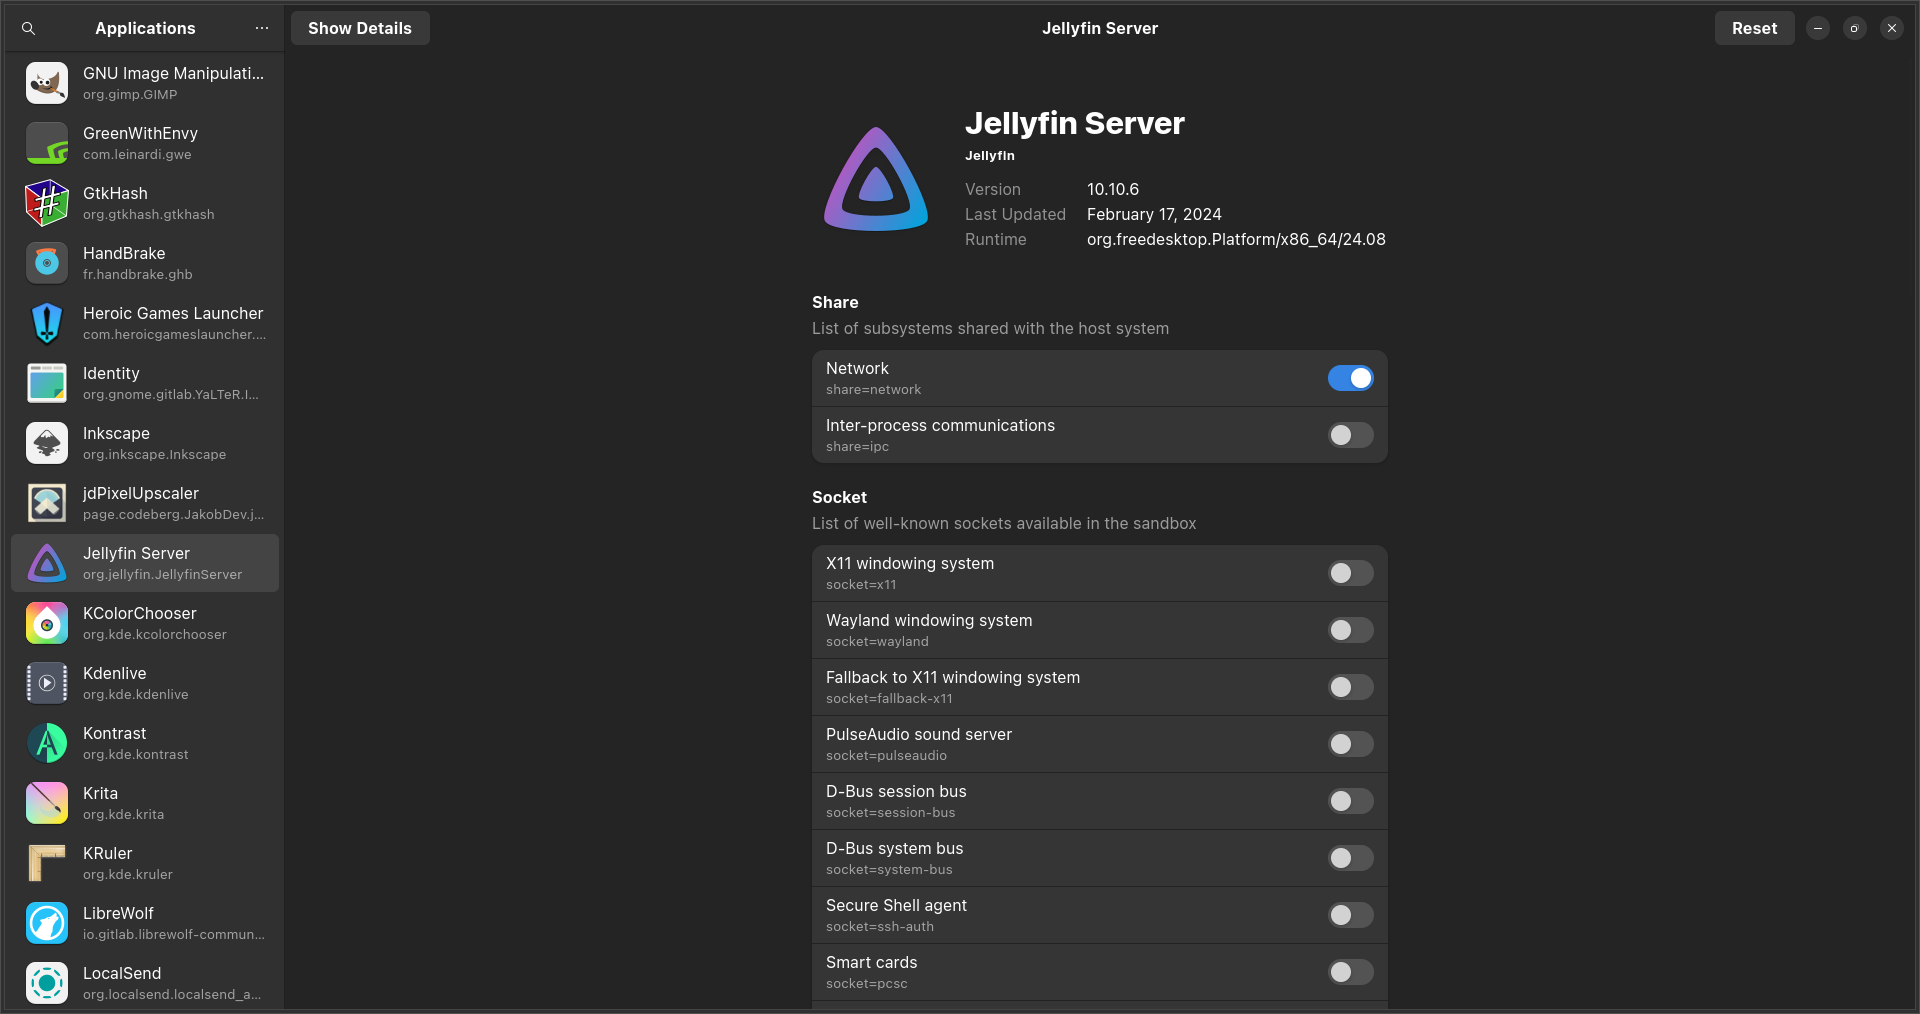 Applications
Show Details
Jellyfin Server
Reset
GNU Image Manipulati...
org.gimp.GIMP
GreenWithEnvy
com.leinardi.gwe
GtkHash
org.gtkhash.gtkhash
HandBrake
fr.handbrake.ghb
Heroic Games Launcher
com.heroicgameslauncher....
Identity
org.gnome.gitlab.YaLTeR.I...
Inkscape
org.inkscape.Inkscape
jdPixelUpscaler
page.codeberg.JakobDev.j...
Jellyfin Server
org.jellyfin.JellyfinServer
KColorChooser
org.kde.kcolorchooser
Kdenlive
org.kde.kdenlive
Kontrast
org.kde.kontrast
Krita
org.kde.krita
KRuler
org.kde.kruler
LibreWolf
io.gitlab.librewolf-commun...
LocalSend
org.localsend.localsend_a...
Jellyfin Server
Jellyfin
Version 10.10.6
Last Updated February 17, 2024
Runtime org.freedesktop.Platform/x86_64/24.08
Share
List of subsystems shared with the host system
Network
share=network
Inter-process communications
share=ipc
Socket
List of well-known sockets available in the sandbox
X11 windowing system
socket=x11
Wayland windowing system
socket=wayland
Fallback to X11 windowing system
socket=fallback-x11
PulseAudio sound server
socket=pulseaudio
D-Bus session bus
socket=session-bus
D-Bus system bus
socket=system-bus
Secure Shell agent
socket=ssh-auth
Smart cards
socket=pcsc